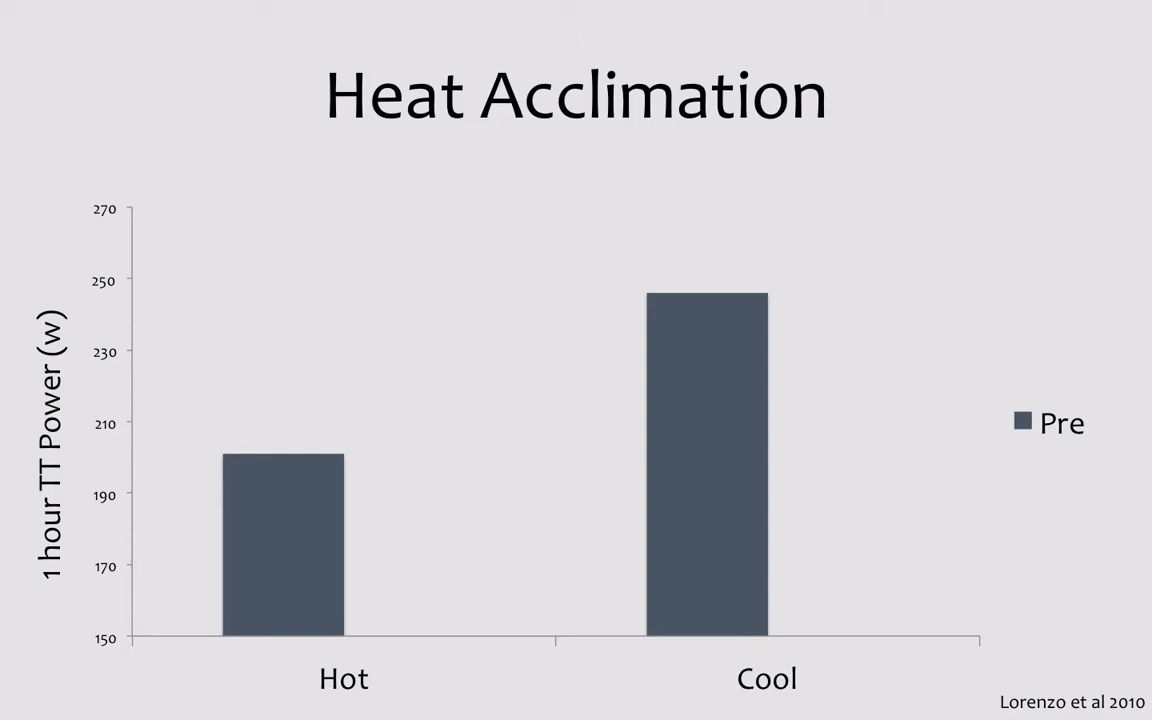 Heat Acclimation
270
250
230
210
190
170
150
1 hour TT Power (w)
Pre
Hot
Cool
Lorenzo et al 2010